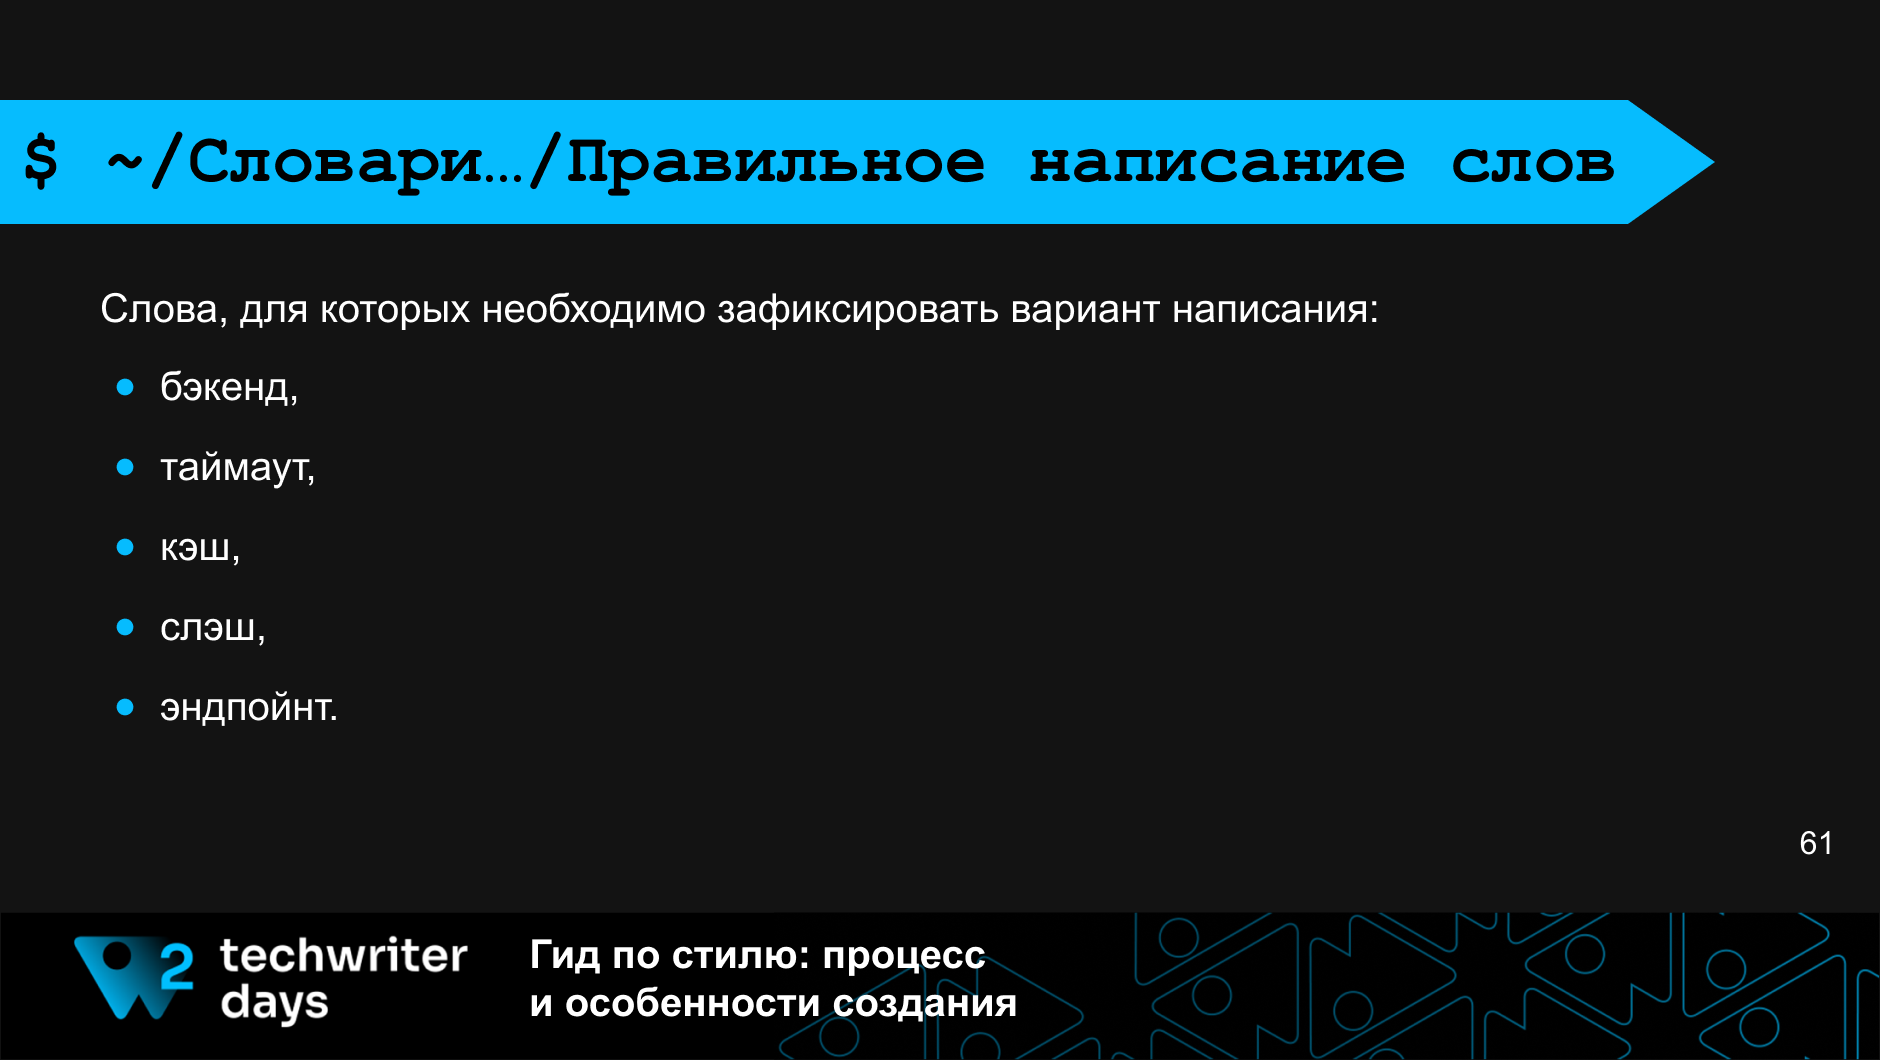 $ ~/Словари…/Правильное написание слов
Слова, для которых необходимо зафиксировать вариант написания:
● бэкенд,
● таймаут,
● кэш,
● слэш,
● эндпойнт.
61
2 techwriter
days
Гид по стилю: процесс
и особенности создания